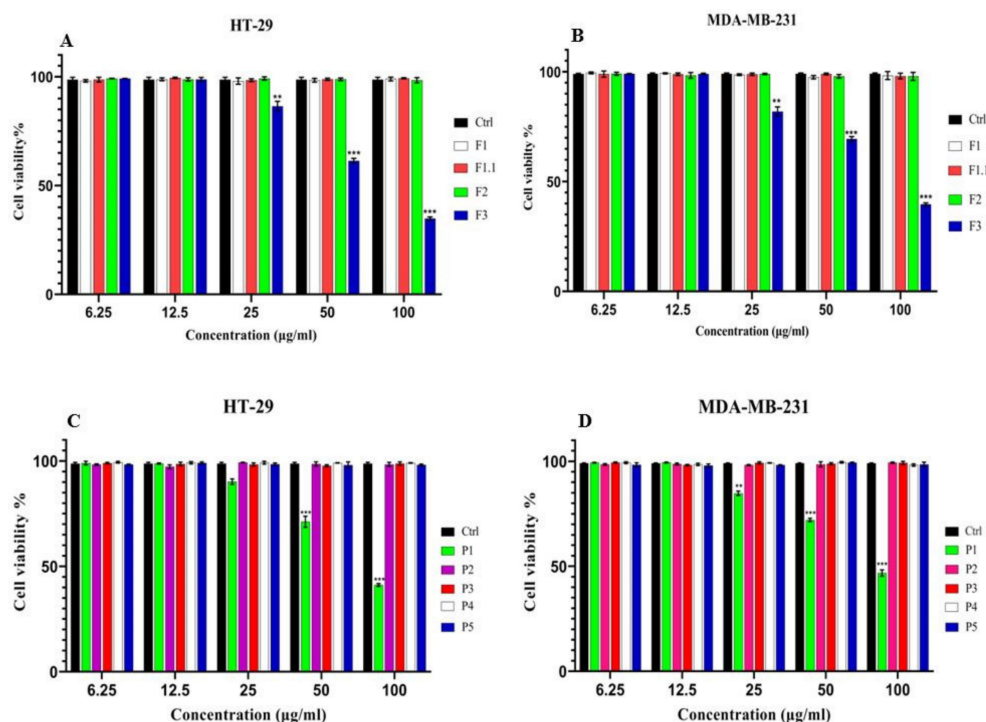 A
HT-29
Cell viability%
100
50
0
**
***
***
6.25
12.5
25
50
100
Concentration (μg/ml)
Ctrl
F1
F1.1
F2
F3
B
MDA-MB-231
Cell viability %
100
50
0
**
***
***
6.25
12.5
25
50
100
Concentration (μg/ml)
Ctrl
F1
F1.1
F2
F3
C
HT-29
Cell viability %
100
50
0
***
***
6.25
12.5
25
50
100
Concentration (μg/ml)
Ctrl
P1
P2
P3
P4
P5
D
MDA-MB-231
Cell viability %
100
50
0
**
***
***
6.25
12.5
25
50
100
Concentration (μg/ml)
Ctrl
P1
P2
P3
P4
P5